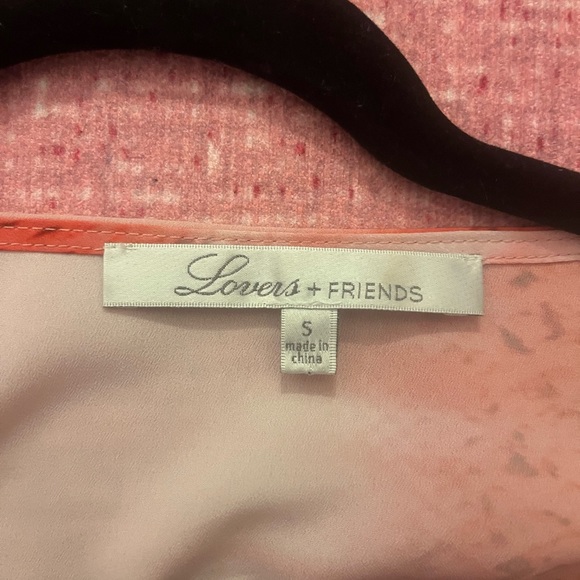 Lovers + FRIENDS
S
made in
china